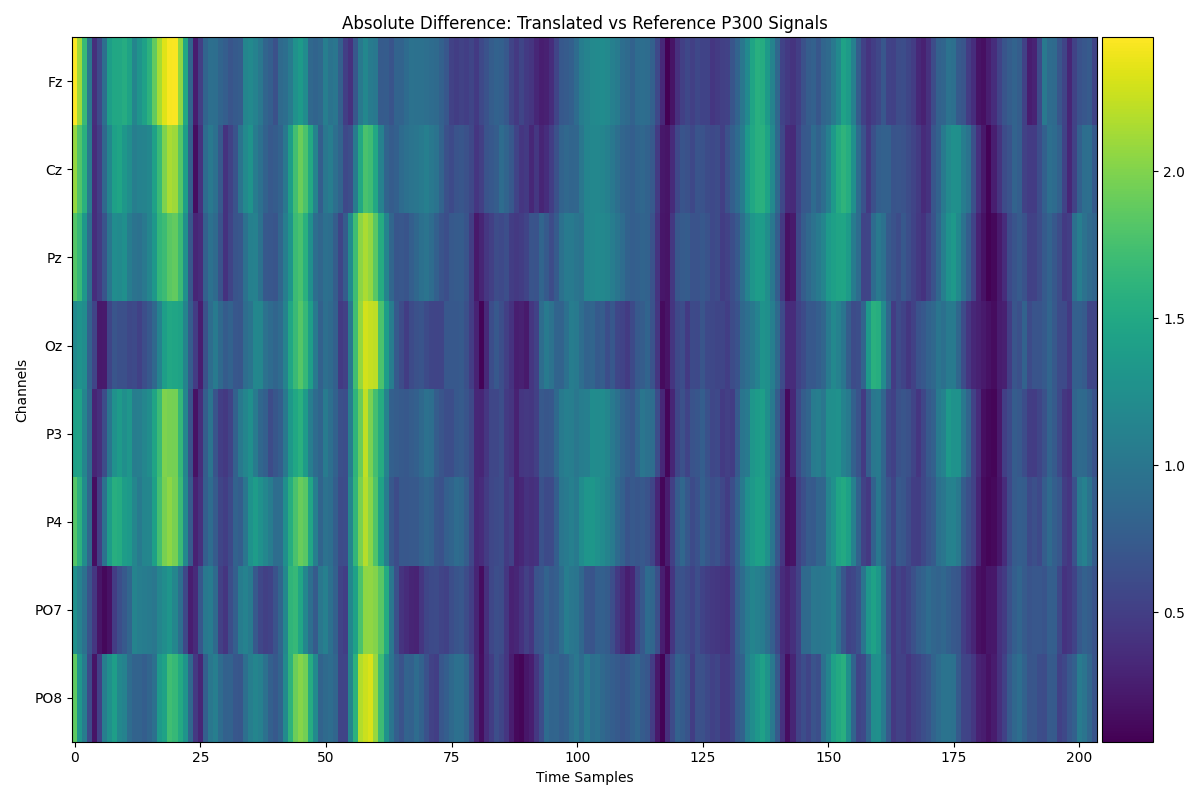 Absolute Difference: Translated vs Reference P300 Signals
Channels
Fz
Cz
Pz
Oz
P3
P4
PO7
PO8
0 25 50 75 100 125 150 175 200
Time Samples
2.0
1.5
1.0
0.5